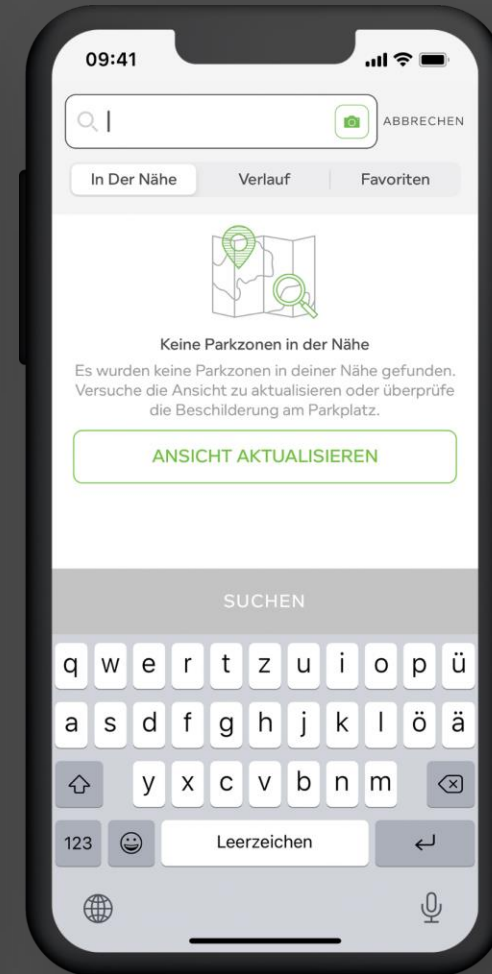 09:41
ABBRECHEN
In Der Nähe Verlauf Favoriten
Keine Parkzonen in der Nähe
Es wurden keine Parkzonen in deiner Nähe gefunden.
Versuche die Ansicht zu aktualisieren oder überprüfe
die Beschilderung am Parkplatz.
ANSICHT AKTUALISIEREN
SUCHEN
q w e r t z u i o p ü
a s d f g h j k l ö ä
y x c v b n m
123 Leerzeichen